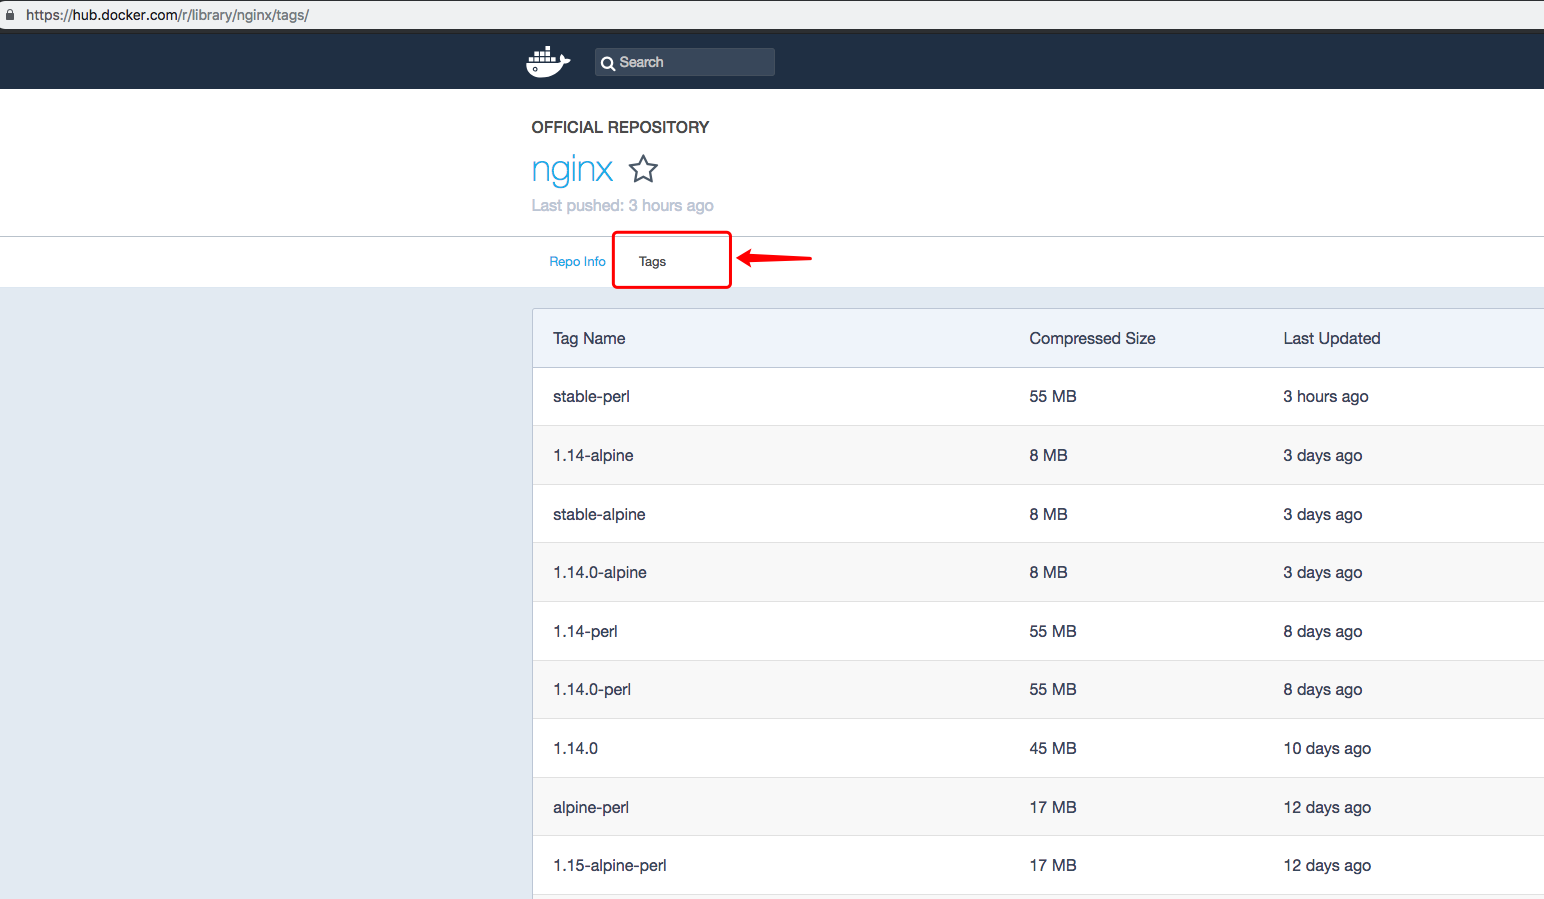 https://hub.docker.com/r/library/nginx/tags/
Search
OFFICIAL REPOSITORY
nginx
Last pushed: 3 hours ago
Repo Info Tags
Tag Name Compressed Size Last Updated
stable-perl 55 MB 3 hours ago
1.14-alpine 8 MB 3 days ago
stable-alpine 8 MB 3 days ago
1.14.0-alpine 8 MB 3 days ago
1.14-perl 55 MB 8 days ago
1.14.0-perl 55 MB 8 days ago
1.14.0 45 MB 10 days ago
alpine-perl 17 MB 12 days ago
1.15-alpine-perl 17 MB 12 days ago